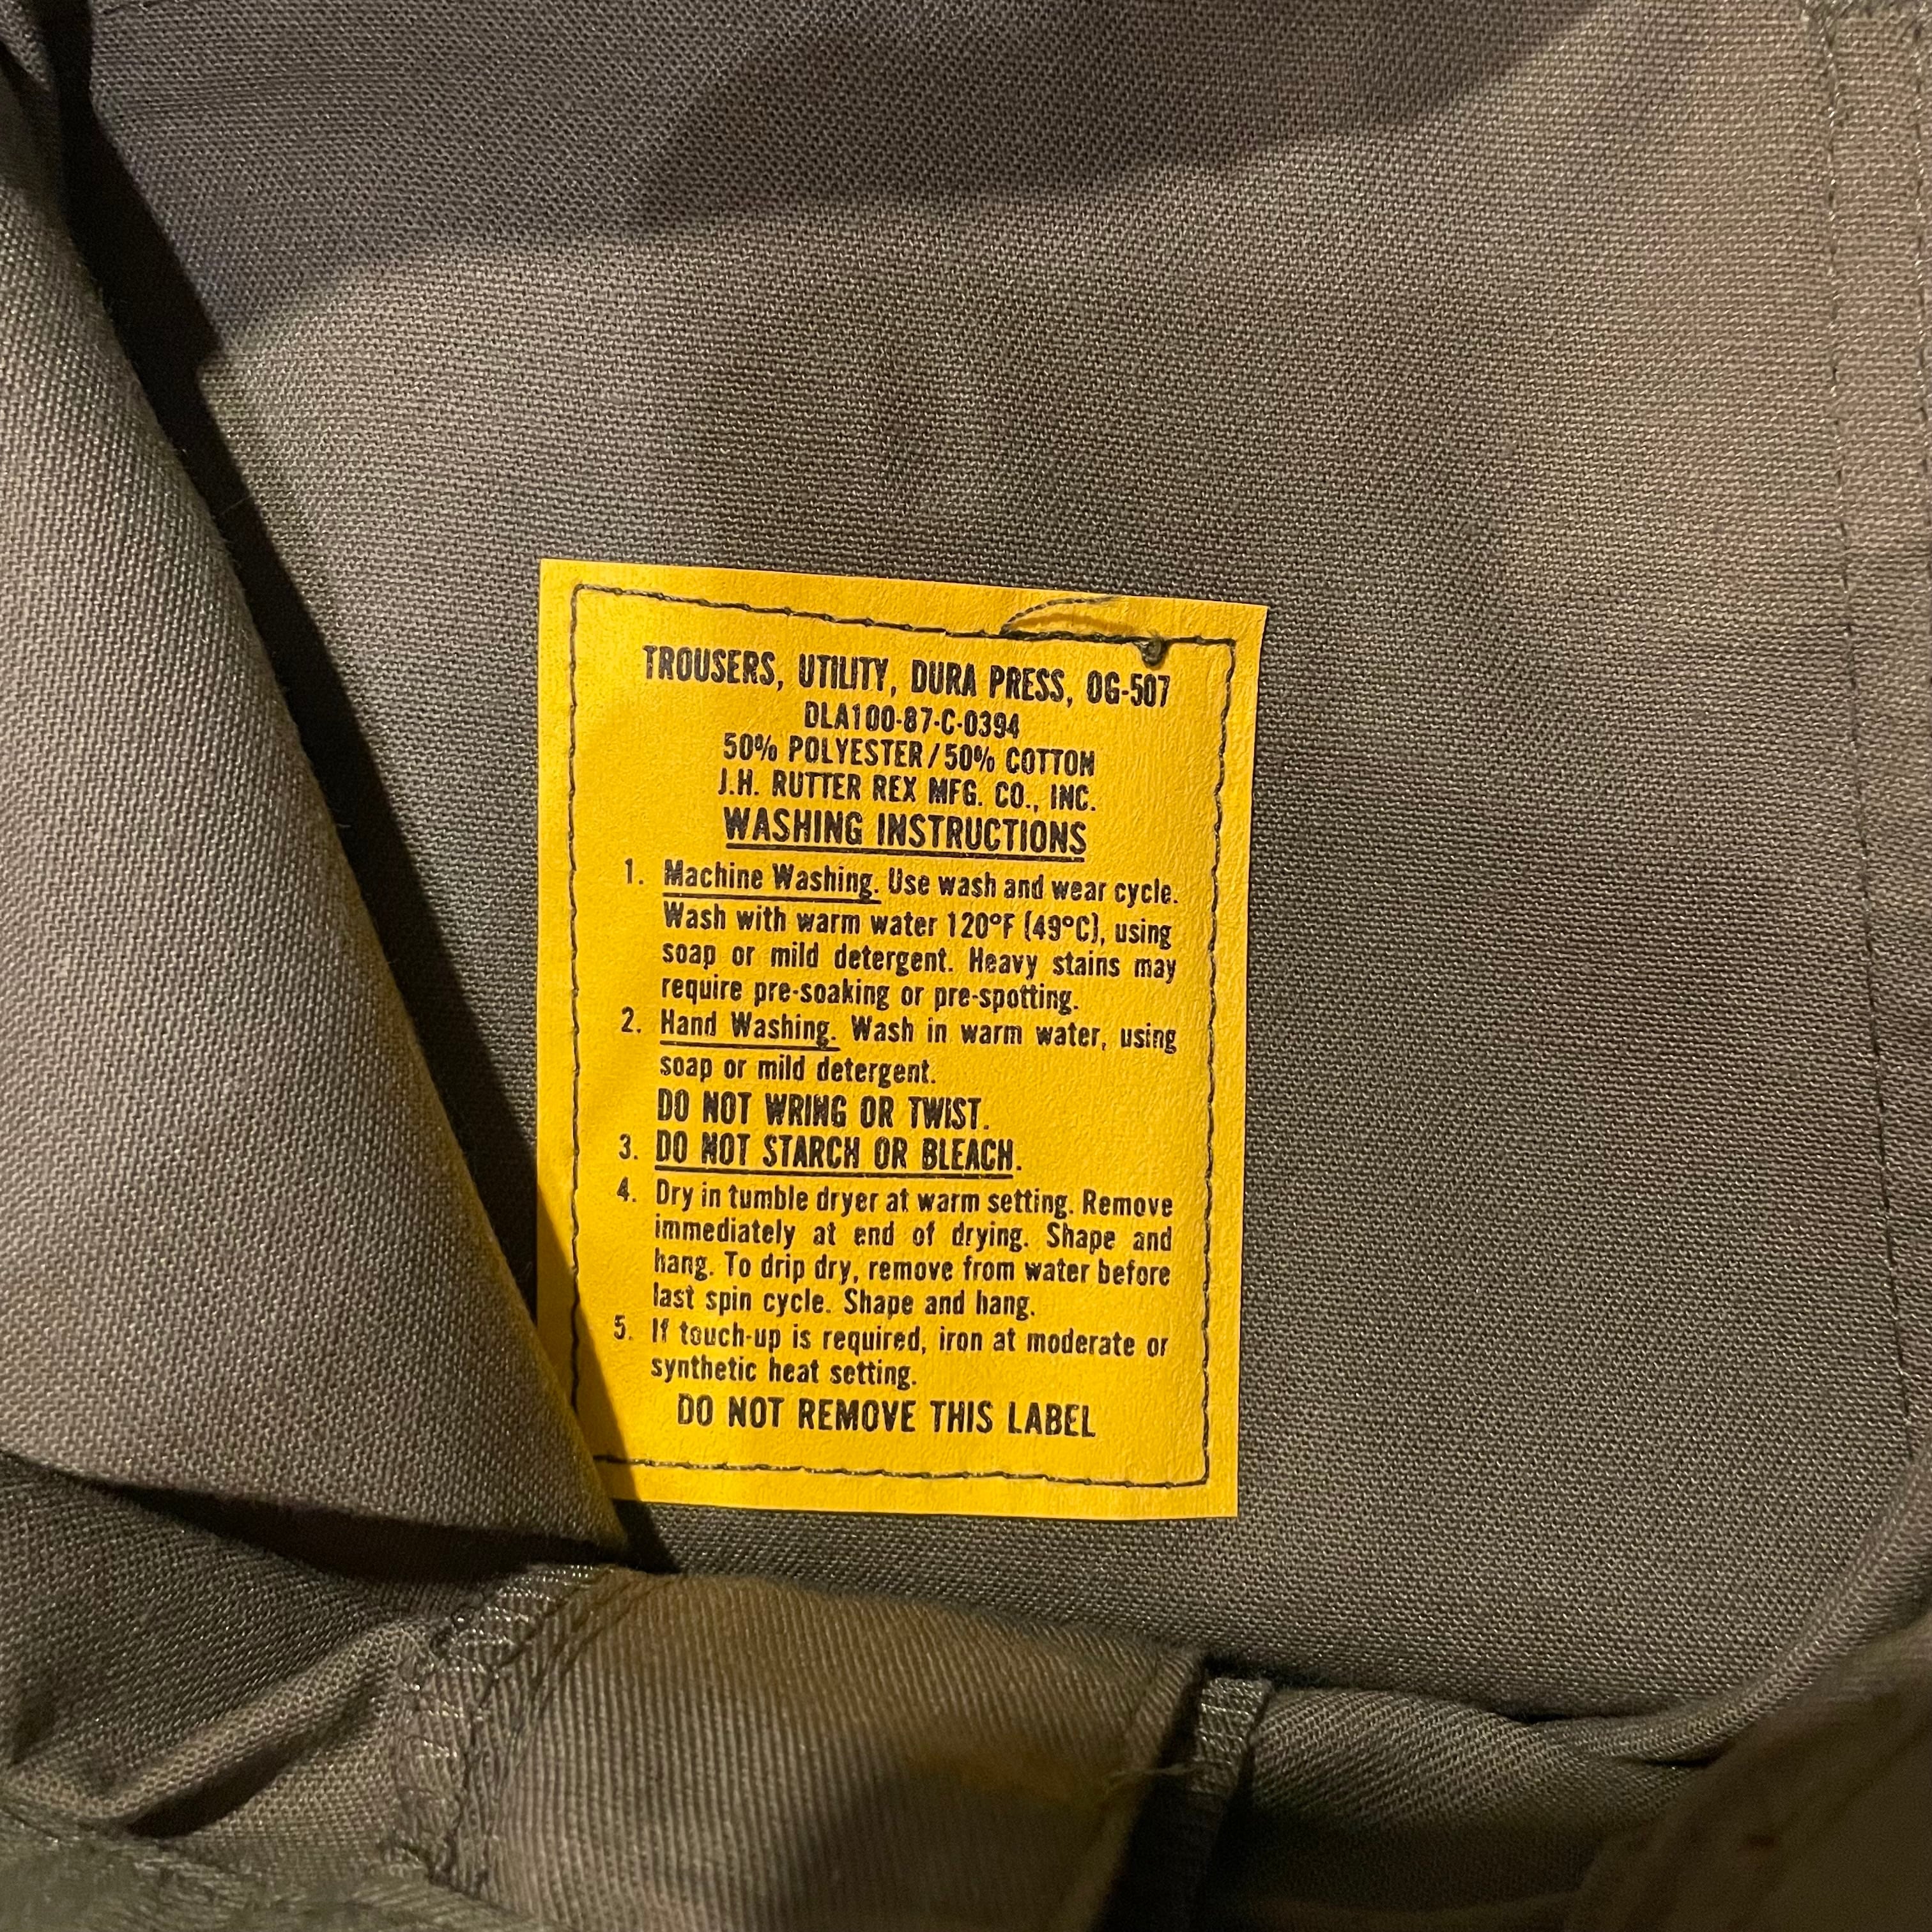 TROUSERS, UTILITY, DURA PRESS, OG-507
DLA100-87-C-0394
50% POLYESTER/50% COTTON
J.H. RUTTER REX MFG. CO., INC.
WASHING INSTRUCTIONS
1. Machine Washing. Use wash and wear cycle.
Wash with warm water 120°F (49°C), using
soap or mild detergent. Heavy stains may
require pre-soaking or pre-spotting.
2. Hand Washing. Wash in warm water, using
soap or mild detergent.
DO NOT WRING OR TWIST.
3. DO NOT STARCH OR BLEACH.
4. Dry in tumble dryer at warm setting. Remove
immediately at end of drying. Shape and
hang. To drip dry, remove from water before
last spin cycle. Shape and hang.
5. If touch-up is required, iron at moderate or
synthetic heat setting.
DO NOT REMOVE THIS LABEL